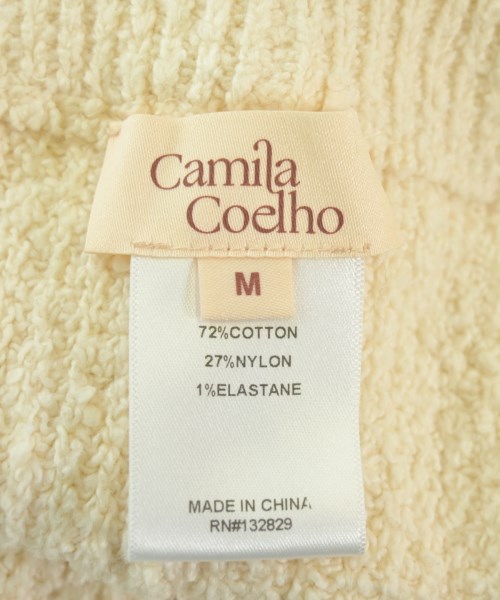 Camila
Coelho
M
72%COTTON
27%NYLON
1%ELASTANE
MADE IN CHINA
RN#132829